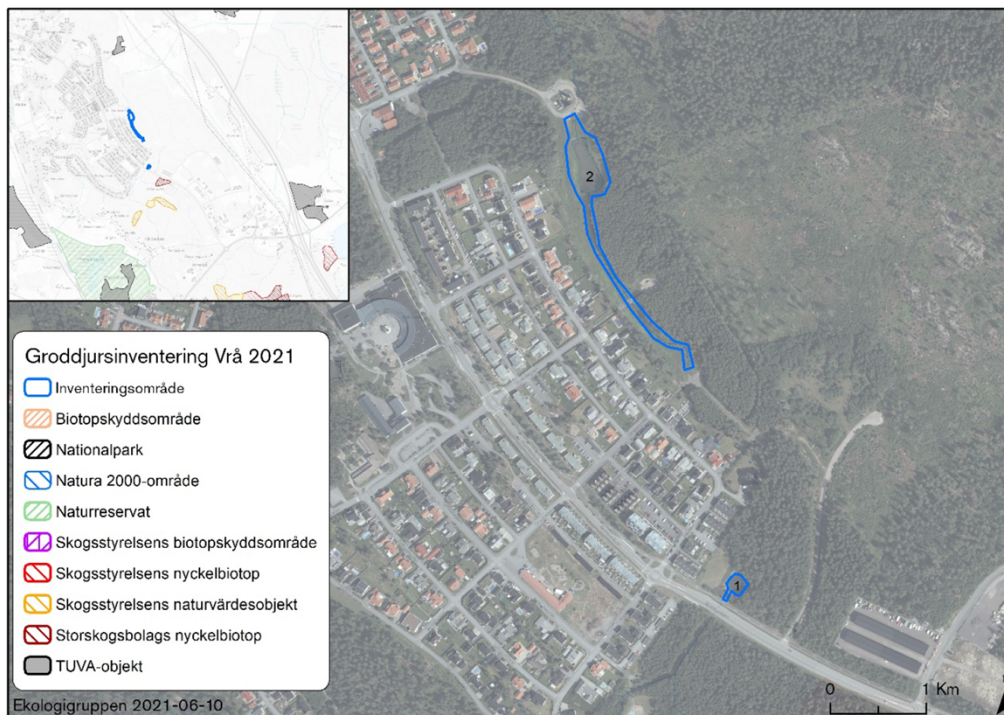 2
1
Groddjursinventering Vrå 2021
Inventeringsområde
Biotopskyddsområde
Nationalpark
Natura 2000-område
Naturreservat
Skogsstyrelsens biotopskyddsområde
Skogsstyrelsens nyckelbiotop
Skogsstyrelsens naturvärdesobjekt
Storskogsbolags nyckelbiotop
TUVA-objekt
Ekologigruppen 2021-06-10
0 1 Km